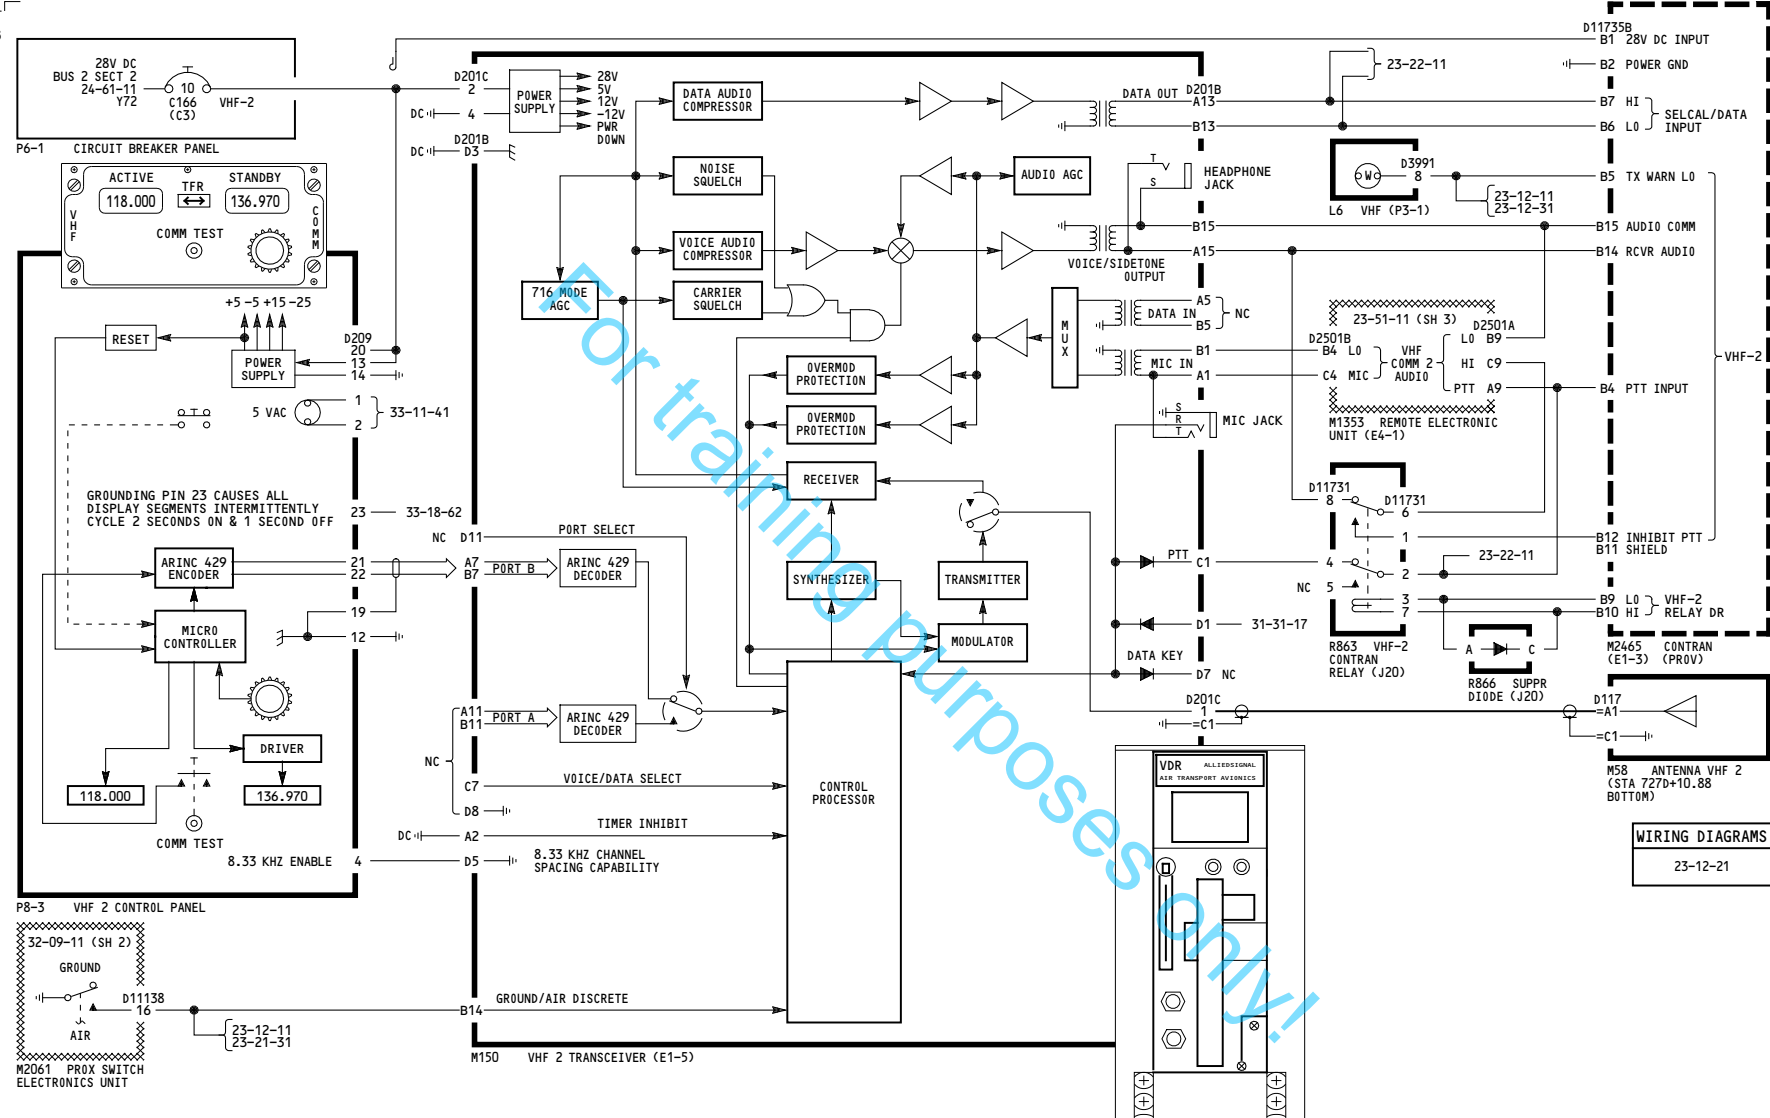 28V DC
BUS 2 SECT 2
24-61-11
Y72
10
C166
(C3)
VHF-2
P6-1 CIRCUIT BREAKER PANEL
ACTIVE
TFR
STANDBY
118.000
136.970
VHF
COMM
COMM TEST
+5 -5 +15 -25
RESET
POWER
SUPPLY
D209
20
13
14
5 VAC
1
2
33-11-41
GROUNDING PIN 23 CAUSES ALL
DISPLAY SEGMENTS INTERMITTENTLY
CYCLE 2 SECONDS ON & 1 SECOND OFF
23
33-18-62
ARINC 429
ENCODER
21
22
19
12
MICRO
CONTROLLER
DRIVER
118.000
136.970
COMM TEST
8.33 KHZ ENABLE 4
P8-3 VHF 2 CONTROL PANEL
32-09-11 (SH 2)
GROUND
AIR
D11138
16
23-12-11
23-21-31
M2061 PROX SWITCH
ELECTRONICS UNIT
D201C
2
DC 4
D201B
DC D3
POWER
SUPPLY
28V
5V
12V
-12V
PWR
DOWN
DATA AUDIO
COMPRESSOR
NOISE
SQUELCH
VOICE AUDIO
COMPRESSOR
716 MODE
AGC
CARRIER
SQUELCH
AUDIO AGC
OVERMOD
PROTECTION
OVERMOD
PROTECTION
MUX
RECEIVER
SYNTHESIZER
TRANSMITTER
MODULATOR
NC D11
PORT SELECT
A7
B7
PORT B
ARINC 429
DECODER
A11
B11
PORT A
ARINC 429
DECODER
NC
C7
VOICE/DATA SELECT
D8
DC A2
TIMER INHIBIT
D5
8.33 KHZ CHANNEL
SPACING CAPABILITY
CONTROL
PROCESSOR
B14
GROUND/AIR DISCRETE
M150 VHF 2 TRANSCEIVER (E1-5)
DATA OUT
D201B
A13
B13
T
S
HEADPHONE
JACK
B15
A15
VOICE/SIDETONE
OUTPUT
A5
DATA IN
B5
NC
B1
MIC IN
A1
S
R
T
MIC JACK
PTT
C1
D1
31-31-17
DATA KEY
D7 NC
D201C
1
=C1
VDR
ALLIEDSIGNAL
AIR TRANSPORT AVIONICS
23-22-11
W
D3991
8
L6 VHF (P3-1)
23-12-11
23-12-31
23-51-11 (SH 3)
D2501B
D2501A
B4 LO
C4 MIC
VHF
COMM 2
AUDIO
LO B9
HI C9
PTT A9
M1353 REMOTE ELECTRONIC
UNIT (E4-1)
D11731
8
D11731
6
1
4
2
NC 5
3
7
23-22-11
R863 VHF-2
CONTRAN
RELAY (J20)
A
C
R866 SUPPR
DIODE (J20)
D11735B
B1 28V DC INPUT
B2 POWER GND
B7 HI
B6 LO
SELCAL/DATA
INPUT
B5 TX WARN LO
B15 AUDIO COMM
B14 RCVR AUDIO
VHF-2
B4 PTT INPUT
B12 INHIBIT PTT
B11 SHIELD
B9 LO
B10 HI
VHF-2
RELAY DR
M2465 CONTRAN
(E1-3) (PROV)
D117
=A1
=C1
M58 ANTENNA VHF 2
(STA 727D+10.88
BOTTOM)
WIRING DIAGRAMS
23-12-21
For training purposes only!